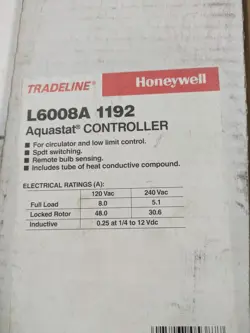 TRADELINE®
Honeywell
L6008A 1192
Aquastat® CONTROLLER
▪ For circulator and low limit control.
▪ Spdt switching.
▪ Remote bulb sensing.
▪ Includes tube of heat conductive compound.
ELECTRICAL RATINGS (A):
120 Vac 240 Vac
Full Load 8.0 5.1
Locked Rotor 48.0 30.6
Inductive 0.25 at 1/4 to 12 Vdc